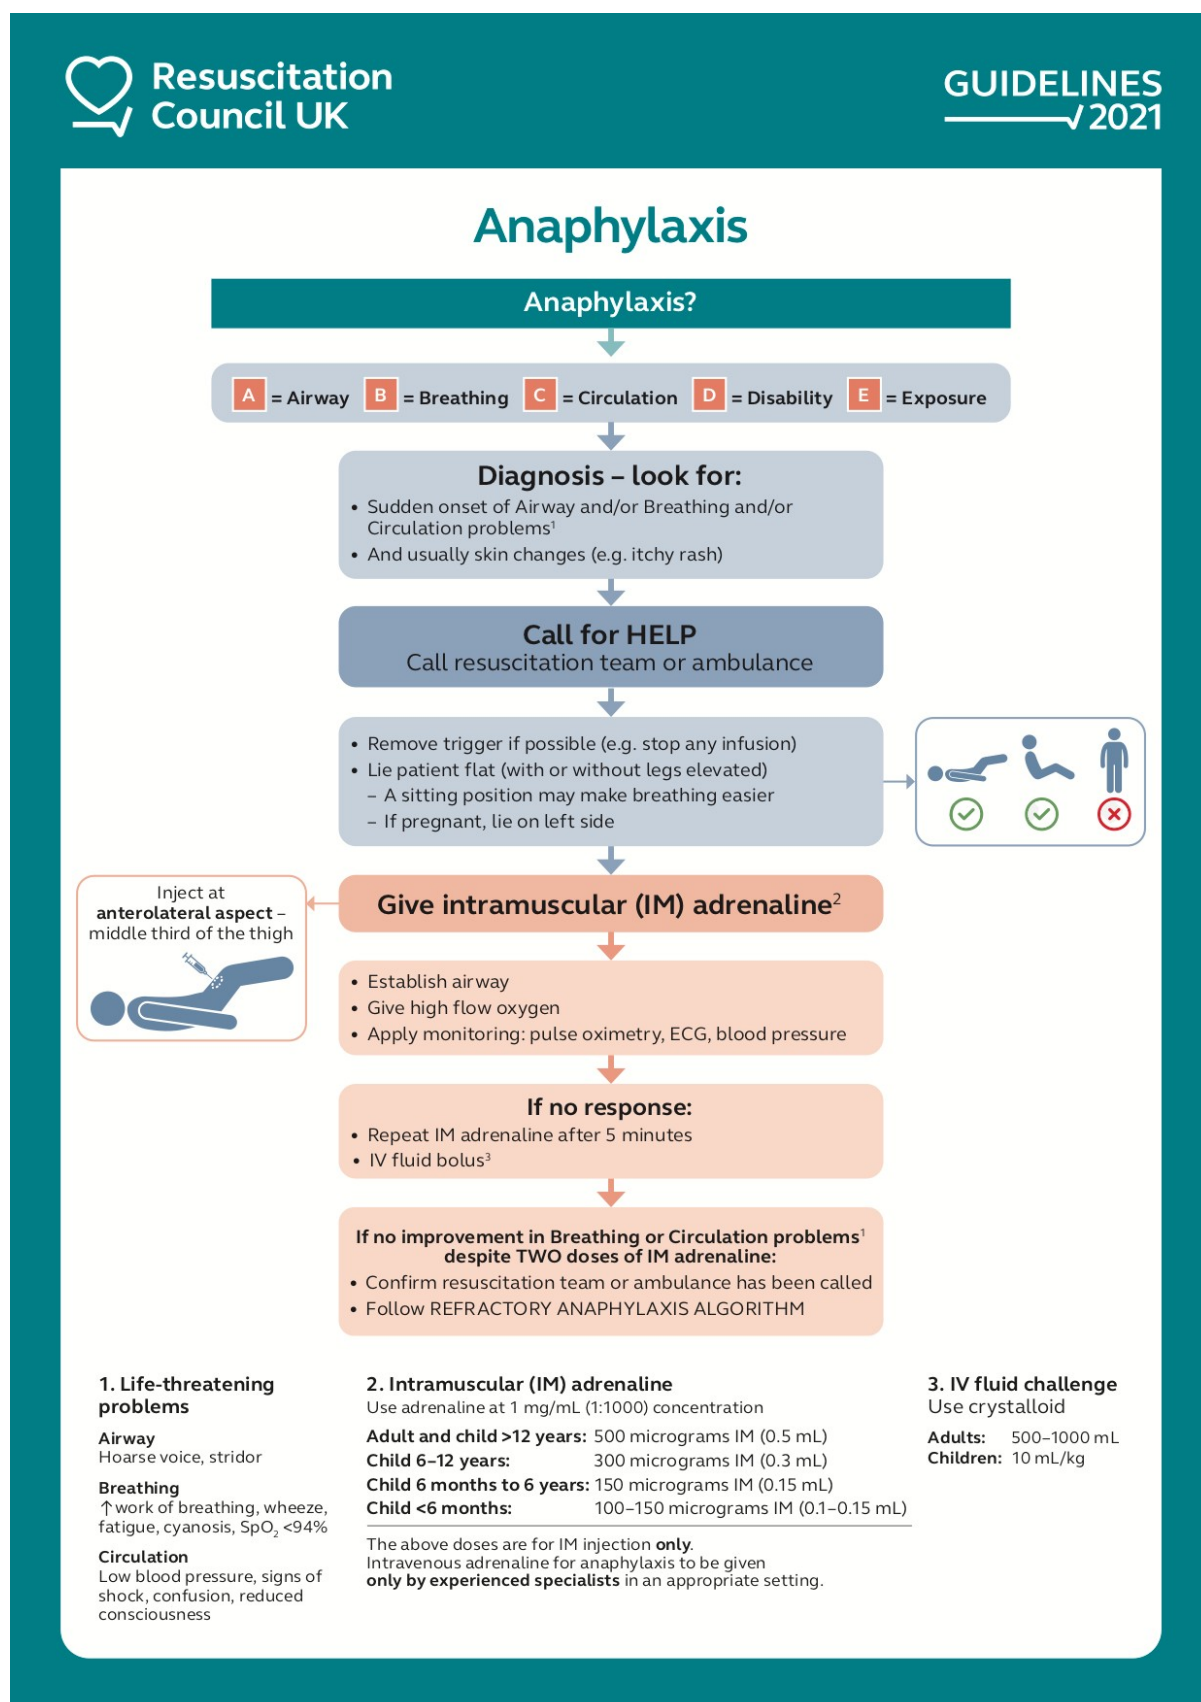 Resuscitation
Council UK
GUIDELINES
2021
Anaphylaxis
Anaphylaxis?
A = Airway B = Breathing C = Circulation D = Disability E = Exposure
Diagnosis – look for:
• Sudden onset of Airway and/or Breathing and/or
Circulation problems¹
• And usually skin changes (e.g. itchy rash)
Call for HELP
Call resuscitation team or ambulance
• Remove trigger if possible (e.g. stop any infusion)
• Lie patient flat (with or without legs elevated)
– A sitting position may make breathing easier
– If pregnant, lie on left side
Inject at
anterolateral aspect –
middle third of the thigh
Give intramuscular (IM) adrenaline²
• Establish airway
• Give high flow oxygen
• Apply monitoring: pulse oximetry, ECG, blood pressure
If no response:
• Repeat IM adrenaline after 5 minutes
• IV fluid bolus³
If no improvement in Breathing or Circulation problems¹
despite TWO doses of IM adrenaline:
• Confirm resuscitation team or ambulance has been called
• Follow REFRACTORY ANAPHYLAXIS ALGORITHM
1. Life-threatening
problems
Airway
Hoarse voice, stridor
Breathing
↑work of breathing, wheeze,
fatigue, cyanosis, SpO₂ <94%
Circulation
Low blood pressure, signs of
shock, confusion, reduced
consciousness
2. Intramuscular (IM) adrenaline
Use adrenaline at 1 mg/mL (1:1000) concentration
Adult and child >12 years: 500 micrograms IM (0.5 mL)
Child 6–12 years: 300 micrograms IM (0.3 mL)
Child 6 months to 6 years: 150 micrograms IM (0.15 mL)
Child <6 months: 100–150 micrograms IM (0.1–0.15 mL)
The above doses are for IM injection only.
Intravenous adrenaline for anaphylaxis to be given
only by experienced specialists in an appropriate setting.
3. IV fluid challenge
Use crystalloid
Adults: 500–1000 mL
Children: 10 mL/kg